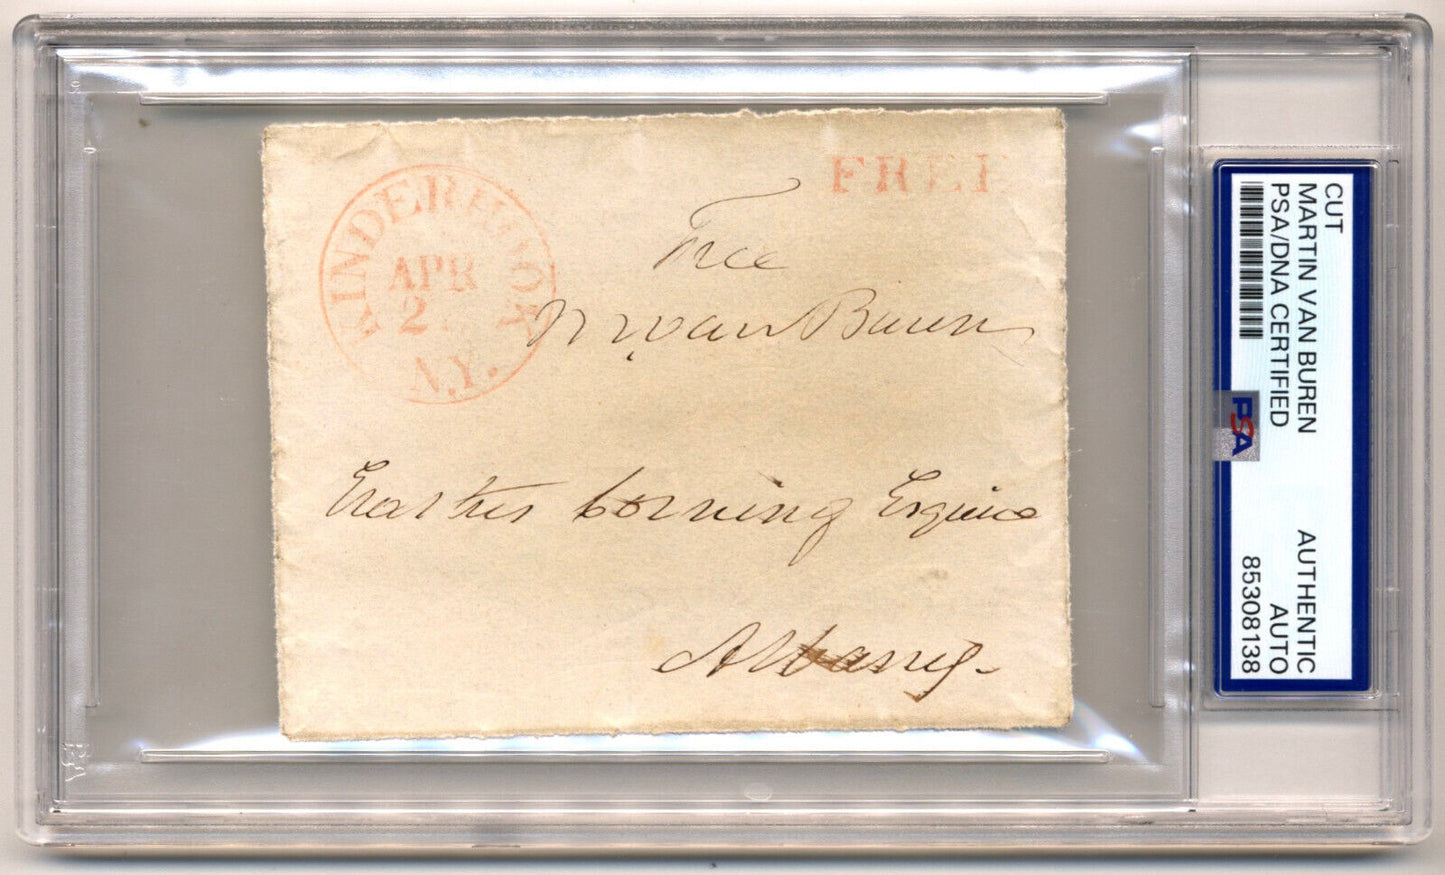 KINDERHOOK
APR
2
N.Y.
FREE
Free
M. van Buren
Erastus Corning Esquire
Albany
CUT
MARTIN VAN BUREN
PSA/DNA CERTIFIED
AUTHENTIC
AUTO
85308138
PSA